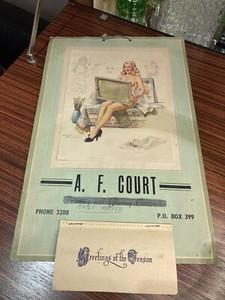 A. F. COURT
PHONE 3280
P.O. BOX 399
Greetings of the Season